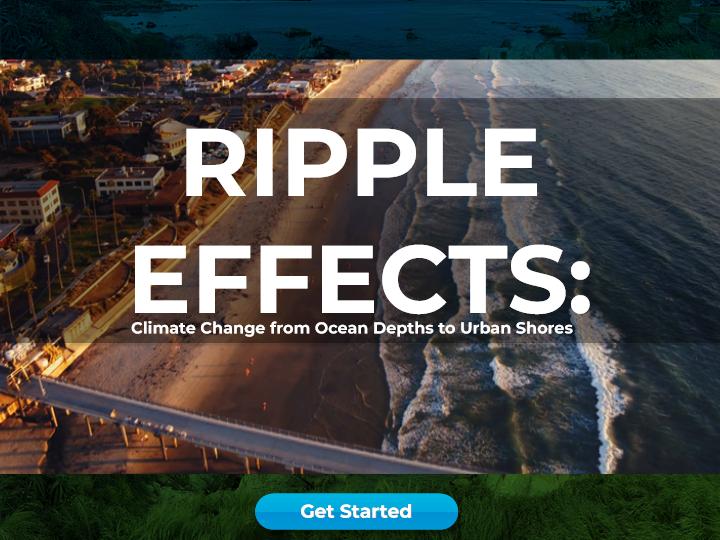 RIPPLE
EFFECTS:
Climate Change from Ocean Depths to Urban Shores
Get Started